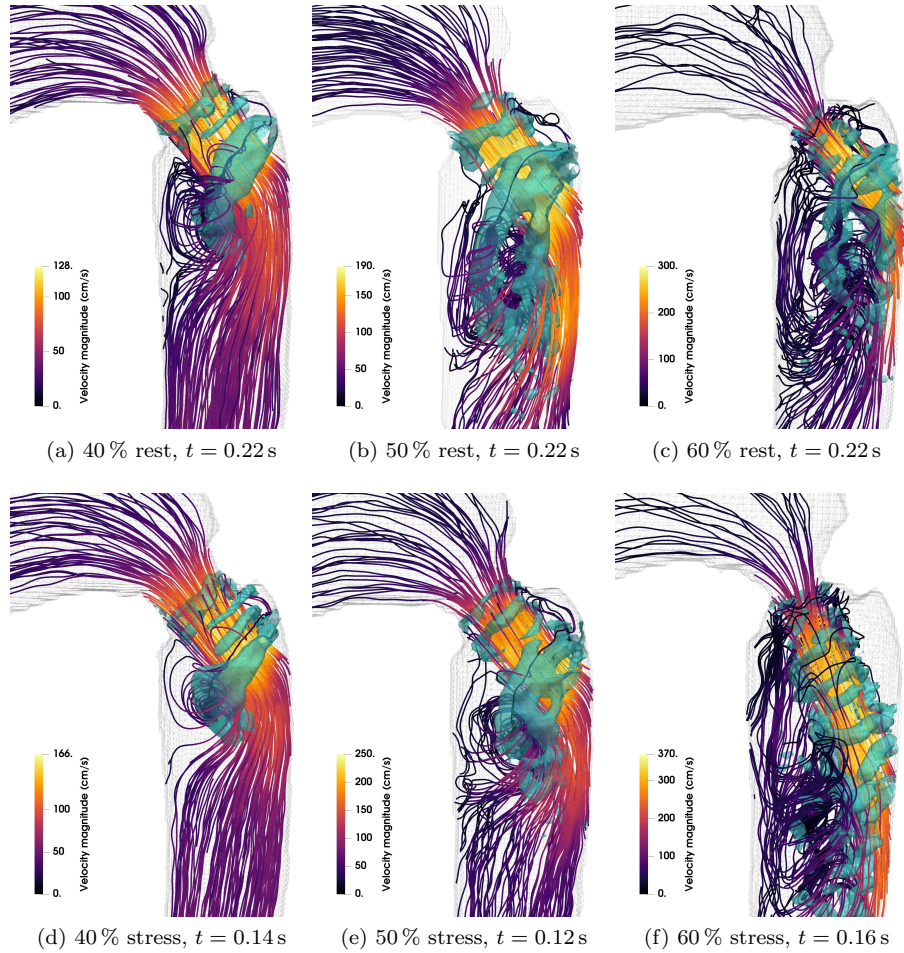 128.
100
50
0.
Velocity magnitude (cm/s)
190.
150
100
50
0.
Velocity magnitude (cm/s)
300.
200
100
0.
Velocity magnitude (cm/s)
(a) 40 % rest, t = 0.22 s
(b) 50 % rest, t = 0.22 s
(c) 60 % rest, t = 0.22 s
166.
100
50
0.
Velocity magnitude (cm/s)
250.
200
150
100
50
0.
Velocity magnitude (cm/s)
370.
300
200
100
0.
Velocity magnitude (cm/s)
(d) 40 % stress, t = 0.14 s
(e) 50 % stress, t = 0.12 s
(f) 60 % stress, t = 0.16 s